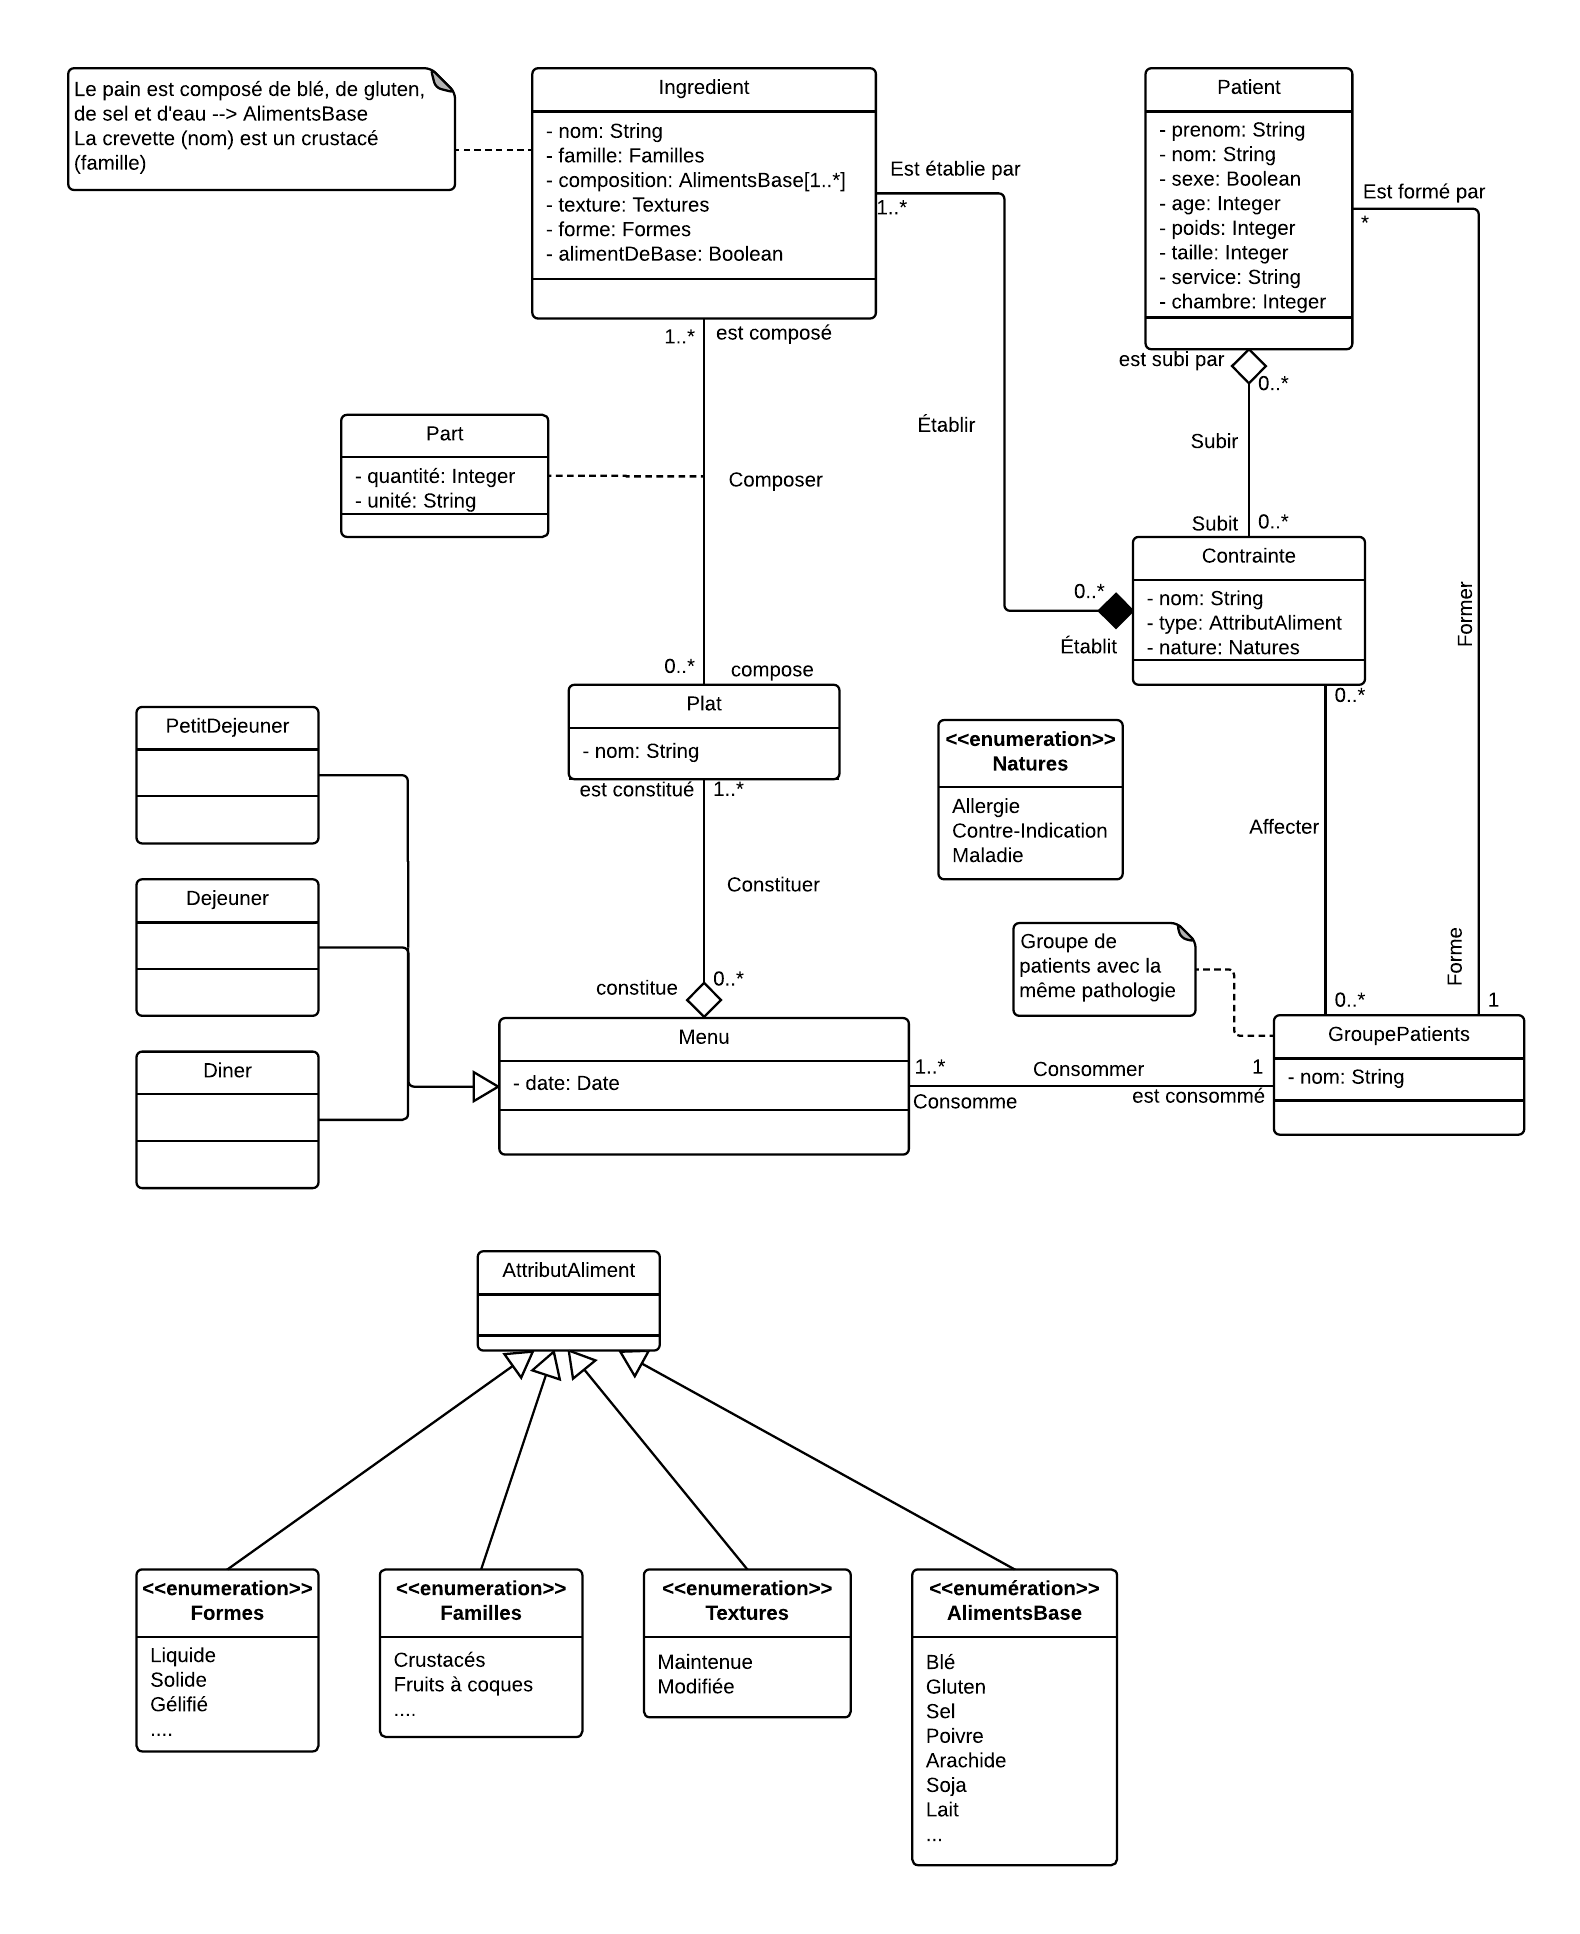 Le pain est composé de blé, de gluten,
de sel et d'eau --> AlimentsBase
La crevette (nom) est un crustacé
(famille)
Ingredient
- nom: String
- famille: Familles
- composition: AlimentsBase[1..*]
- texture: Textures
- forme: Formes
- alimentDeBase: Boolean
Patient
- prenom: String
- nom: String
- sexe: Boolean
- age: Integer
- poids: Integer
- taille: Integer
- service: String
- chambre: Integer
Est établie par
1..*
Est formé par
*
1..*
est composé
est subi par
0..*
Part
- quantité: Integer
- unité: String
Composer
Établir
Subir
Subit
0..*
Contrainte
- nom: String
- type: AttributAliment
- nature: Natures
0..*
Établit
Former
0..*
compose
Plat
- nom: String
est constitué
1..*
0..*
<<enumeration>>
Natures
Allergie
Contre-Indication
Maladie
Affecter
PetitDejeuner
Dejeuner
Diner
Constituer
constitue
0..*
Groupe de
patients avec la
même pathologie
Forme
0..*
1
Menu
- date: Date
1..*
Consommer
1
Consomme
est consommé
GroupePatients
- nom: String
AttributAliment
<<enumeration>>
Formes
Liquide
Solide
Gélifié
....
<<enumeration>>
Familles
Crustacés
Fruits à coques
....
<<enumeration>>
Textures
Maintenue
Modifiée
<<enumération>>
AlimentsBase
Blé
Gluten
Sel
Poivre
Arachide
Soja
Lait
...